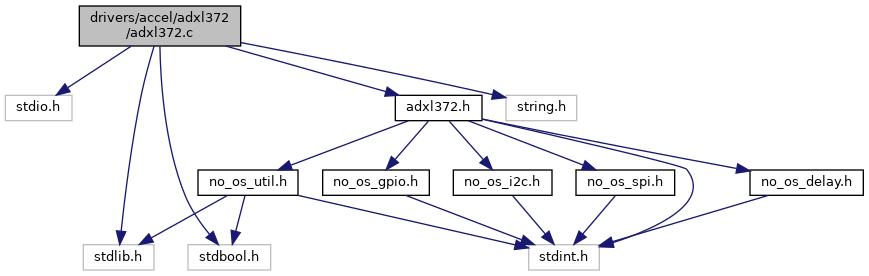 drivers/accel/adxl372
/adxl372.c
stdio.h
adxl372.h
string.h
no_os_util.h
no_os_gpio.h
no_os_i2c.h
no_os_spi.h
no_os_delay.h
stdlib.h
stdbool.h
stdint.h